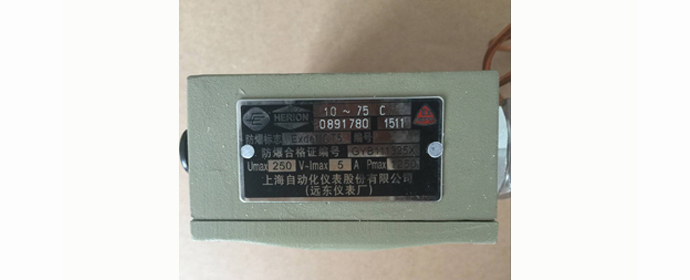 HERION 10 ~ 75 C
0891780 1511
防爆标志 编号
防爆合格证编号
Umax 250 V-Imax 5 A Pmax
上海自动化仪表股份有限公司
(远东仪表厂)